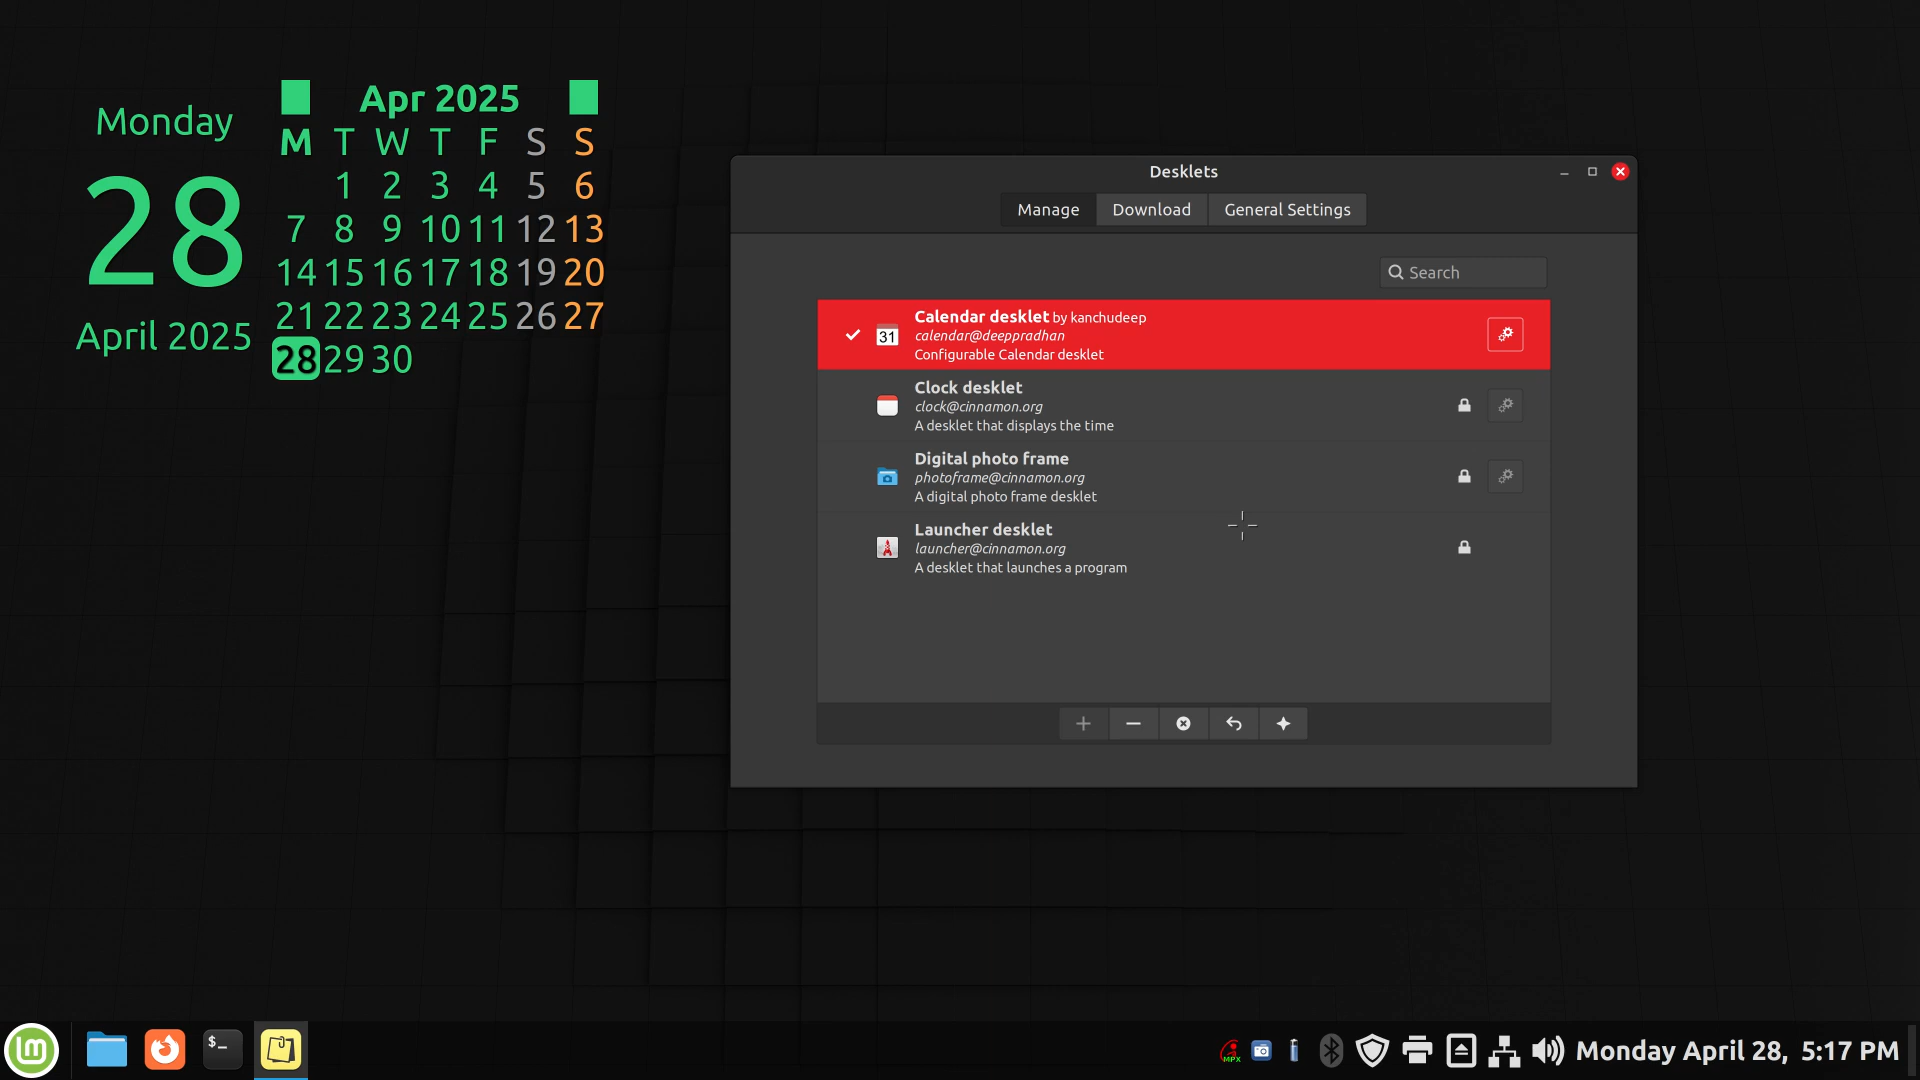 Monday
28
April 2025
Apr 2025
M T W T F S S
1 2 3 4 5 6
7 8 9 10 11 12 13
14 15 16 17 18 19 20
21 22 23 24 25 26 27
28 29 30
Desklets
Manage Download General Settings
Search
31
Calendar desklet by kanchudeep
calendar@deeppradhan
Configurable Calendar desklet
Clock desklet
clock@cinnamon.org
A desklet that displays the time
Digital photo frame
photoframe@cinnamon.org
A digital photo frame desklet
Launcher desklet
launcher@cinnamon.org
A desklet that launches a program
$_
MPX
Monday April 28, 5:17 PM